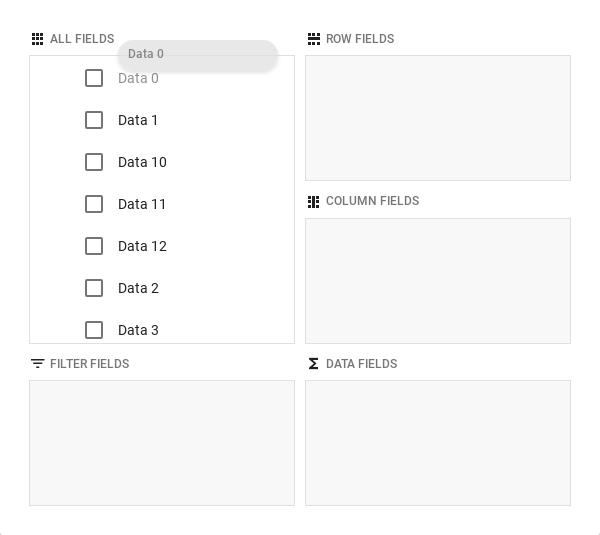 ALL FIELDS
Data 0
Data 0
Data 1
Data 10
Data 11
Data 12
Data 2
Data 3
ROW FIELDS
COLUMN FIELDS
FILTER FIELDS
DATA FIELDS